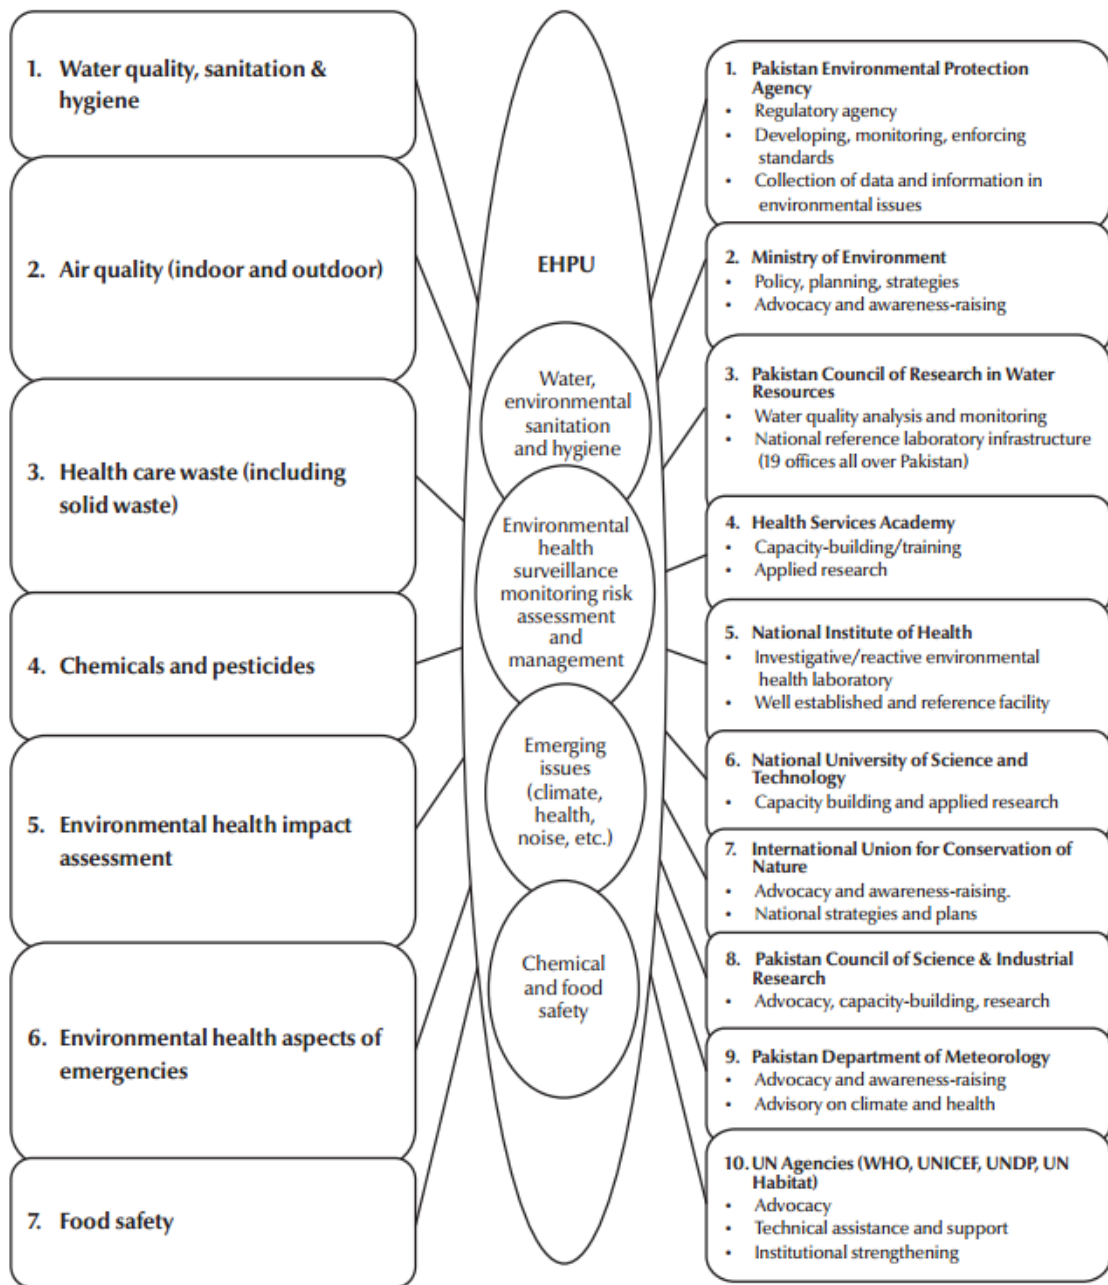 1. Water quality, sanitation &
hygiene
2. Air quality (indoor and outdoor)
3. Health care waste (including
solid waste)
4. Chemicals and pesticides
5. Environmental health impact
assessment
6. Environmental health aspects of
emergencies
7. Food safety
EHPU
Water,
environmental
sanitation
and hygiene
Environmental
health
surveillance
monitoring risk
assessment
and
management
Emerging
issues
(climate,
health,
noise, etc.)
Chemical
and food
safety
1. Pakistan Environmental Protection
Agency
• Regulatory agency
• Developing, monitoring, enforcing
standards
• Collection of data and information in
environmental issues
2. Ministry of Environment
• Policy, planning, strategies
• Advocacy and awareness-raising
3. Pakistan Council of Research in Water
Resources
• Water quality analysis and monitoring
• National reference laboratory infrastructure
(19 offices all over Pakistan)
4. Health Services Academy
• Capacity-building/training
• Applied research
5. National Institute of Health
• Investigative/reactive environmental
health laboratory
• Well established and reference facility
6. National University of Science and
Technology
• Capacity building and applied research
7. International Union for Conservation of
Nature
• Advocacy and awareness-raising.
• National strategies and plans
8. Pakistan Council of Science & Industrial
Research
• Advocacy, capacity-building, research
9. Pakistan Department of Meteorology
• Advocacy and awareness-raising
• Advisory on climate and health
10. UN Agencies (WHO, UNICEF, UNDP, UN
Habitat)
• Advocacy
• Technical assistance and support
• Institutional strengthening